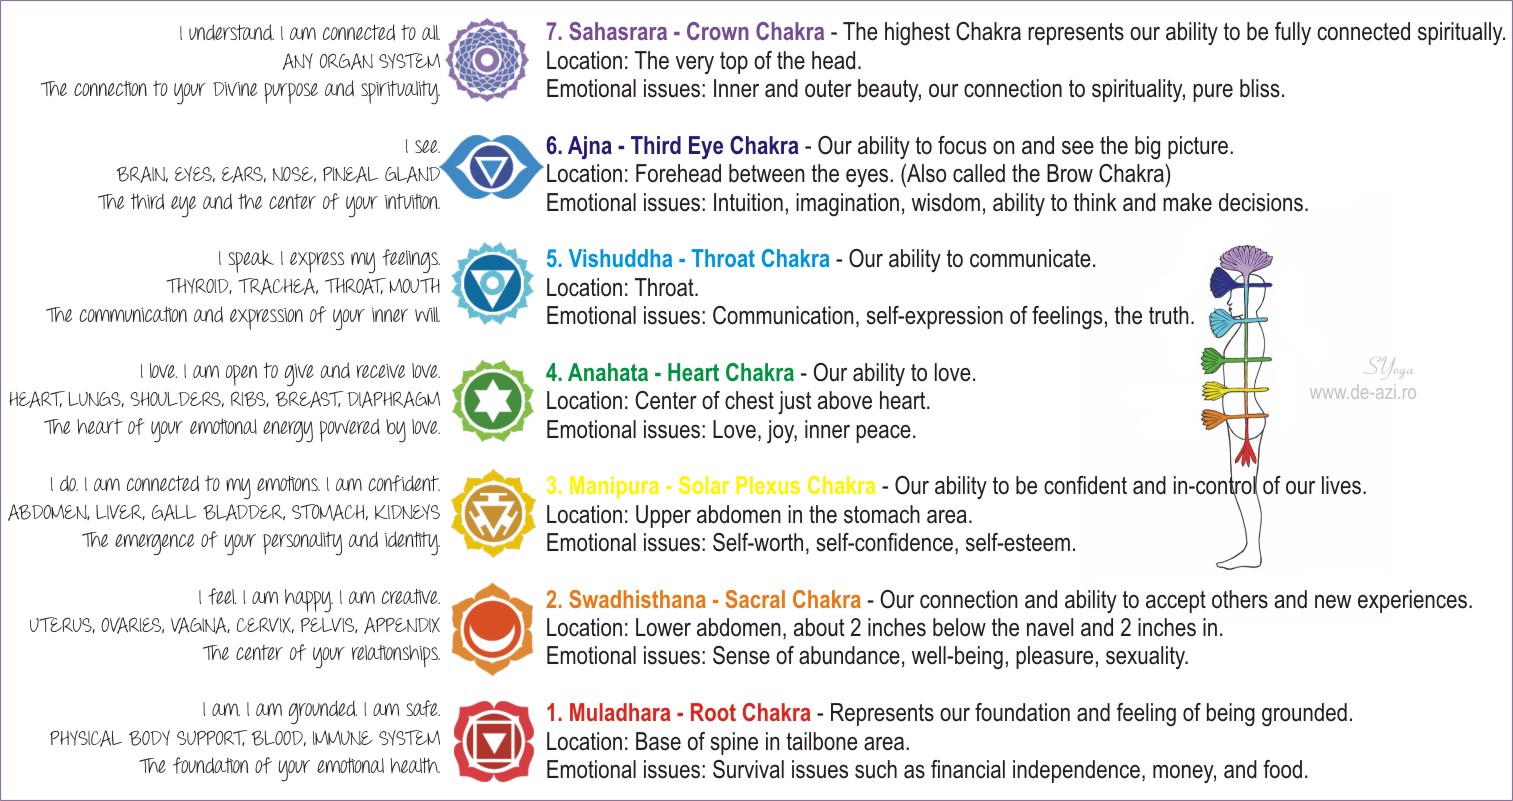 I understand. I am connected to all.
ANY ORGAN SYSTEM
The connection to your Divine purpose and spirituality.
7. Sahasrara - Crown Chakra - The highest Chakra represents our ability to be fully connected spiritually.
Location: The very top of the head.
Emotional issues: Inner and outer beauty, our connection to spirituality, pure bliss.
I see.
BRAIN, EYES, EARS, NOSE, PINEAL GLAND
The third eye and the center of your intuition.
6. Ajna - Third Eye Chakra - Our ability to focus on and see the big picture.
Location: Forehead between the eyes. (Also called the Brow Chakra)
Emotional issues: Intuition, imagination, wisdom, ability to think and make decisions.
I speak. I express my feelings.
THYROID, TRACHEA, THROAT, MOUTH
The communication and expression of your inner will.
5. Vishuddha - Throat Chakra - Our ability to communicate.
Location: Throat.
Emotional issues: Communication, self-expression of feelings, the truth.
I love. I am open to give and receive love.
HEART, LUNGS, SHOULDERS, RIBS, BREAST, DIAPHRAGM
The heart of your emotional energy powered by love.
4. Anahata - Heart Chakra - Our ability to love.
Location: Center of chest just above heart.
Emotional issues: Love, joy, inner peace.
SYoga
www.de-azi.ro
I do. I am connected to my emotions. I am confident.
ABDOMEN, LIVER, GALL BLADDER, STOMACH, KIDNEYS
The emergence of your personality and identity.
3. Manipura - Solar Plexus Chakra - Our ability to be confident and in-control of our lives.
Location: Upper abdomen in the stomach area.
Emotional issues: Self-worth, self-confidence, self-esteem.
I feel. I am happy. I am creative.
UTERUS, OVARIES, VAGINA, CERVIX, PELVIS, APPENDIX
The center of your relationships.
2. Swadhisthana - Sacral Chakra - Our connection and ability to accept others and new experiences.
Location: Lower abdomen, about 2 inches below the navel and 2 inches in.
Emotional issues: Sense of abundance, well-being, pleasure, sexuality.
I am. I am grounded. I am safe.
PHYSICAL BODY SUPPORT, BLOOD, IMMUNE SYSTEM
The foundation of your emotional health.
1. Muladhara - Root Chakra - Represents our foundation and feeling of being grounded.
Location: Base of spine in tailbone area.
Emotional issues: Survival issues such as financial independence, money, and food.